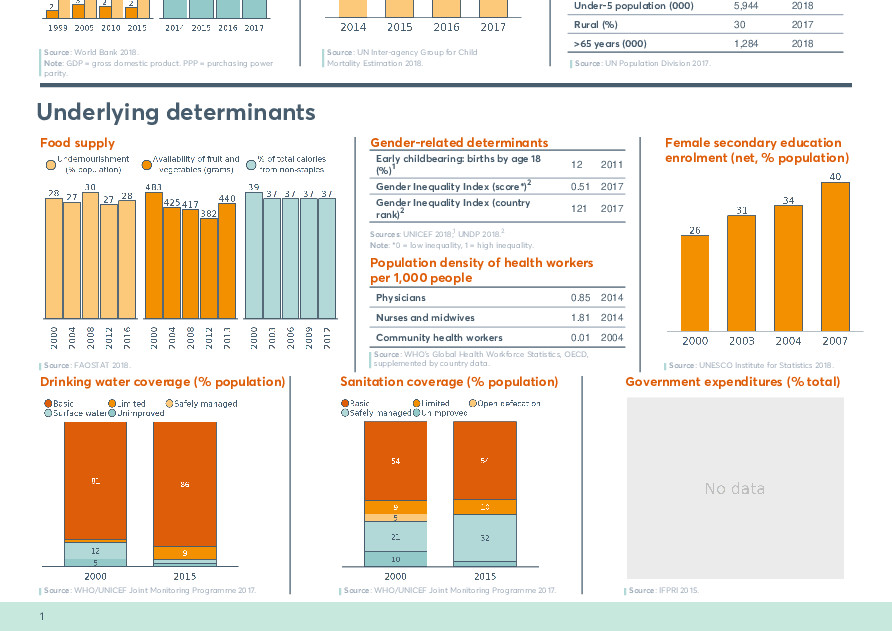 2
3
2
2
1999 2005 2010 2015
2014 2015 2016 2017
Source: World Bank 2018.
Note: GDP = gross domestic product. PPP = purchasing power
parity.
2014 2015 2016 2017
Source: UN Inter-agency Group for Child
Mortality Estimation 2018.
Under-5 population (000) 5,944 2018
Rural (%) 30 2017
>65 years (000) 1,284 2018
Source: UN Population Division 2017.
Underlying determinants
Food supply
Undernourishment
(% population)
Availability of fruit and
vegetables (grams)
% of total calories
from non-staples
28 27 30 27 28
483 425 417 382 440
39 37 37 37 37
2000 2004 2008 2012 2016
2000 2004 2008 2012 2013
2000 2003 2006 2009 2012
Source: FAOSTAT 2018.
Gender-related determinants
Early childbearing: births by age 18
(%)1 12 2011
Gender Inequality Index (score*)2 0.51 2017
Gender Inequality Index (country
rank)2 121 2017
Sources: UNICEF 2018,1 UNDP 2018.2
Note: *0 = low inequality, 1 = high inequality.
Population density of health workers
per 1,000 people
Physicians 0.85 2014
Nurses and midwives 1.81 2014
Community health workers 0.01 2004
Source: WHO's Global Health Workforce Statistics, OECD,
supplemented by country data.
Female secondary education
enrolment (net, % population)
26 31 34 40
2000 2003 2004 2007
Source: UNESCO Institute for Statistics 2018.
Drinking water coverage (% population)
Basic Limited Safely managed
Surface water Unimproved
81
12
5
86
9
2000 2015
Source: WHO/UNICEF Joint Monitoring Programme 2017.
Sanitation coverage (% population)
Basic Limited Open defecation
Safely managed Unimproved
54
9
5
21
10
54
10
32
2000 2015
Source: WHO/UNICEF Joint Monitoring Programme 2017.
Government expenditures (% total)
No data
Source: IFPRI 2015.
1